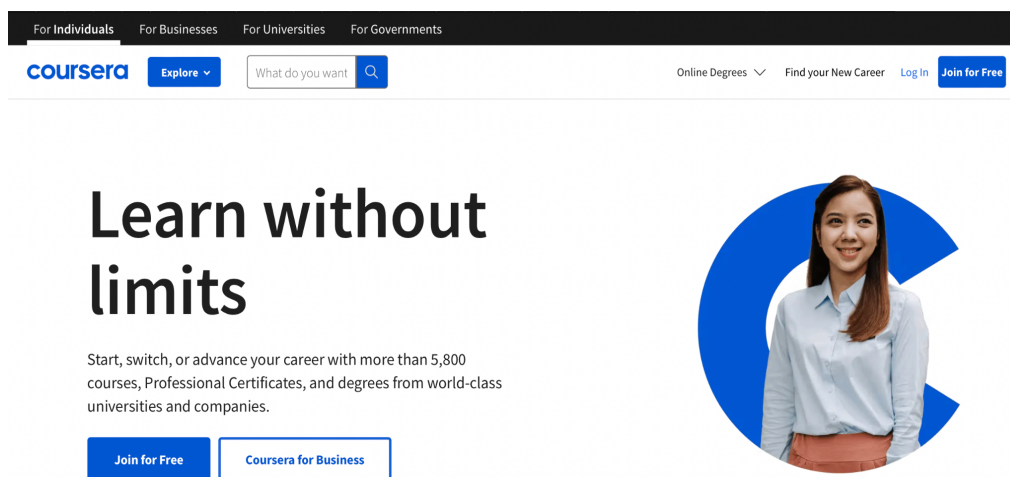 For Individuals For Businesses For Universities For Governments
coursera Explore What do you want Online Degrees Find your New Career Log In Join for Free
Learn without
limits
Start, switch, or advance your career with more than 5,800
courses, Professional Certificates, and degrees from world-class
universities and companies.
Join for Free Coursera for Business